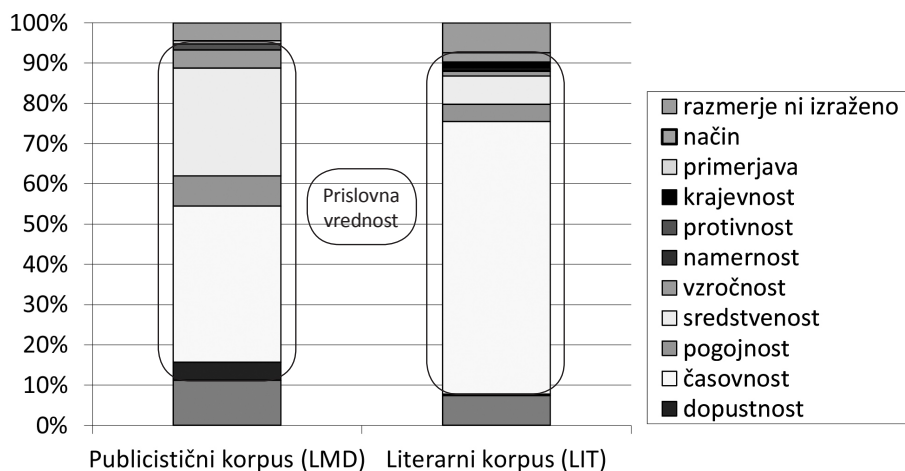 100%
90%
80%
70%
60%
50%
40%
30%
20%
10%
0%
Prislovna
vrednost
Publicistični korpus (LMD)
Literarni korpus (LIT)
razmerje ni izraženo
način
primerjava
krajevnost
protivnost
namernost
vzročnost
sredstvenost
pogojnost
časovnost
dopustnost